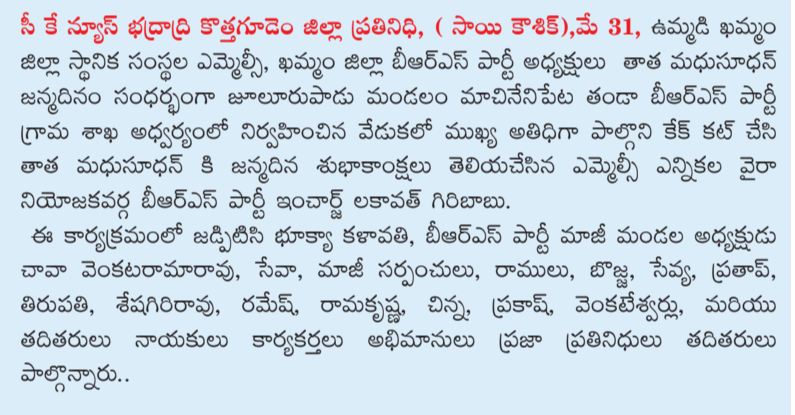 సీ కే న్యూస్ భద్రాద్రి కొత్తగూడెం జిల్లా ప్రతినిధి, ( సాయి కౌశిక్),మే 31, ఉమ్మడి ఖమ్మం
జిల్లా స్థానిక సంస్థల ఎమ్మెల్సీ, ఖమ్మం జిల్లా బీఆర్ఎస్ పార్టీ అధ్యక్షులు తాత మధుసూధన్
జన్మదినం సంధర్భంగా జూలూరుపాడు మండలం మాచినేనిపేట తండా బీఆర్ఎస్ పార్టీ
గ్రామ శాఖ అధ్వర్యంలో నిర్వహించిన వేడుకలో ముఖ్య అతిధిగా పాల్గొని కేక్ కట్ చేసి
తాత మధుసూధన్ కి జన్మదిన శుభాకాంక్షలు తెలియచేసిన ఎమ్మెల్సీ ఎన్నికల వైరా
నియోజకవర్గ బీఆర్ఎస్ పార్టీ ఇంచార్జ్ లకావత్ గిరిబాబు.
ఈ కార్యక్రమంలో జడ్పిటిసి భూక్యా కళావతి, బీఆర్ఎస్ పార్టీ మాజీ మండల అధ్యక్షుడు
చావా వెంకటరామారావు, సేవా, మాజీ సర్పంచులు, రాములు, బొజ్జ, సేవ్య, ప్రతాప్,
తిరుపతి, శేషగిరిరావు, రమేష్, రామకృష్ణ, చిన్న, ప్రకాష్, వెంకటేశ్వర్లు, మరియు
తదితరులు నాయకులు కార్యకర్తలు అభిమానులు ప్రజా ప్రతినిధులు తదితరులు
పాల్గొన్నారు..